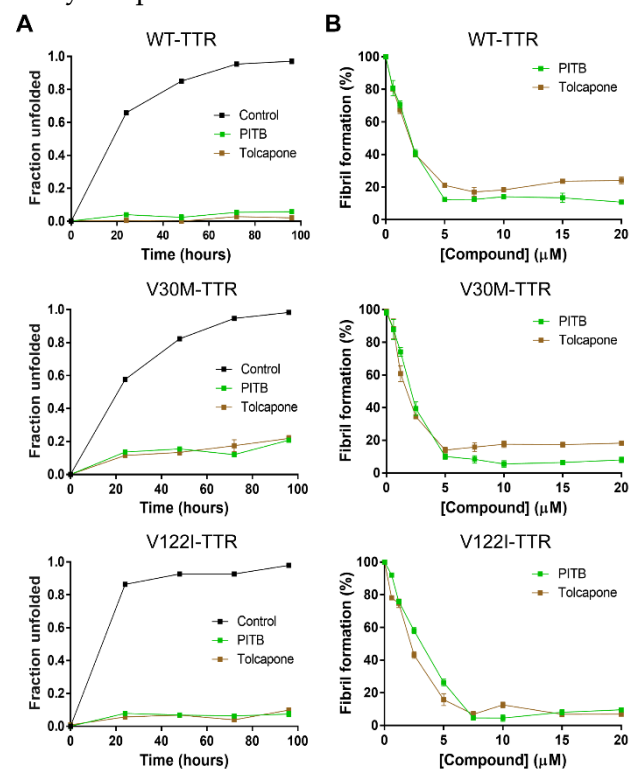 A
B
WT-TTR
Fraction unfolded
1.0
0.8
0.6
0.4
0.2
0.0
0 20 40 60 80 100
Time (hours)
Control
PITB
Tolcapone
WT-TTR
Fibril formation (%)
100
80
60
40
20
0
0 5 10 15 20
[Compound] (μM)
PITB
Tolcapone
V30M-TTR
Fraction unfolded
1.0
0.8
0.6
0.4
0.2
0.0
0 20 40 60 80 100
Time (hours)
Control
PITB
Tolcapone
V30M-TTR
Fibril formation (%)
100
80
60
40
20
0
0 5 10 15 20
[Compound] (μM)
PITB
Tolcapone
V122I-TTR
Fraction unfolded
1.0
0.8
0.6
0.4
0.2
0.0
0 20 40 60 80 100
Time (hours)
Control
PITB
Tolcapone
V122I-TTR
Fibril formation (%)
100
80
60
40
20
0
0 5 10 15 20
[Compound] (μM)
PITB
Tolcapone